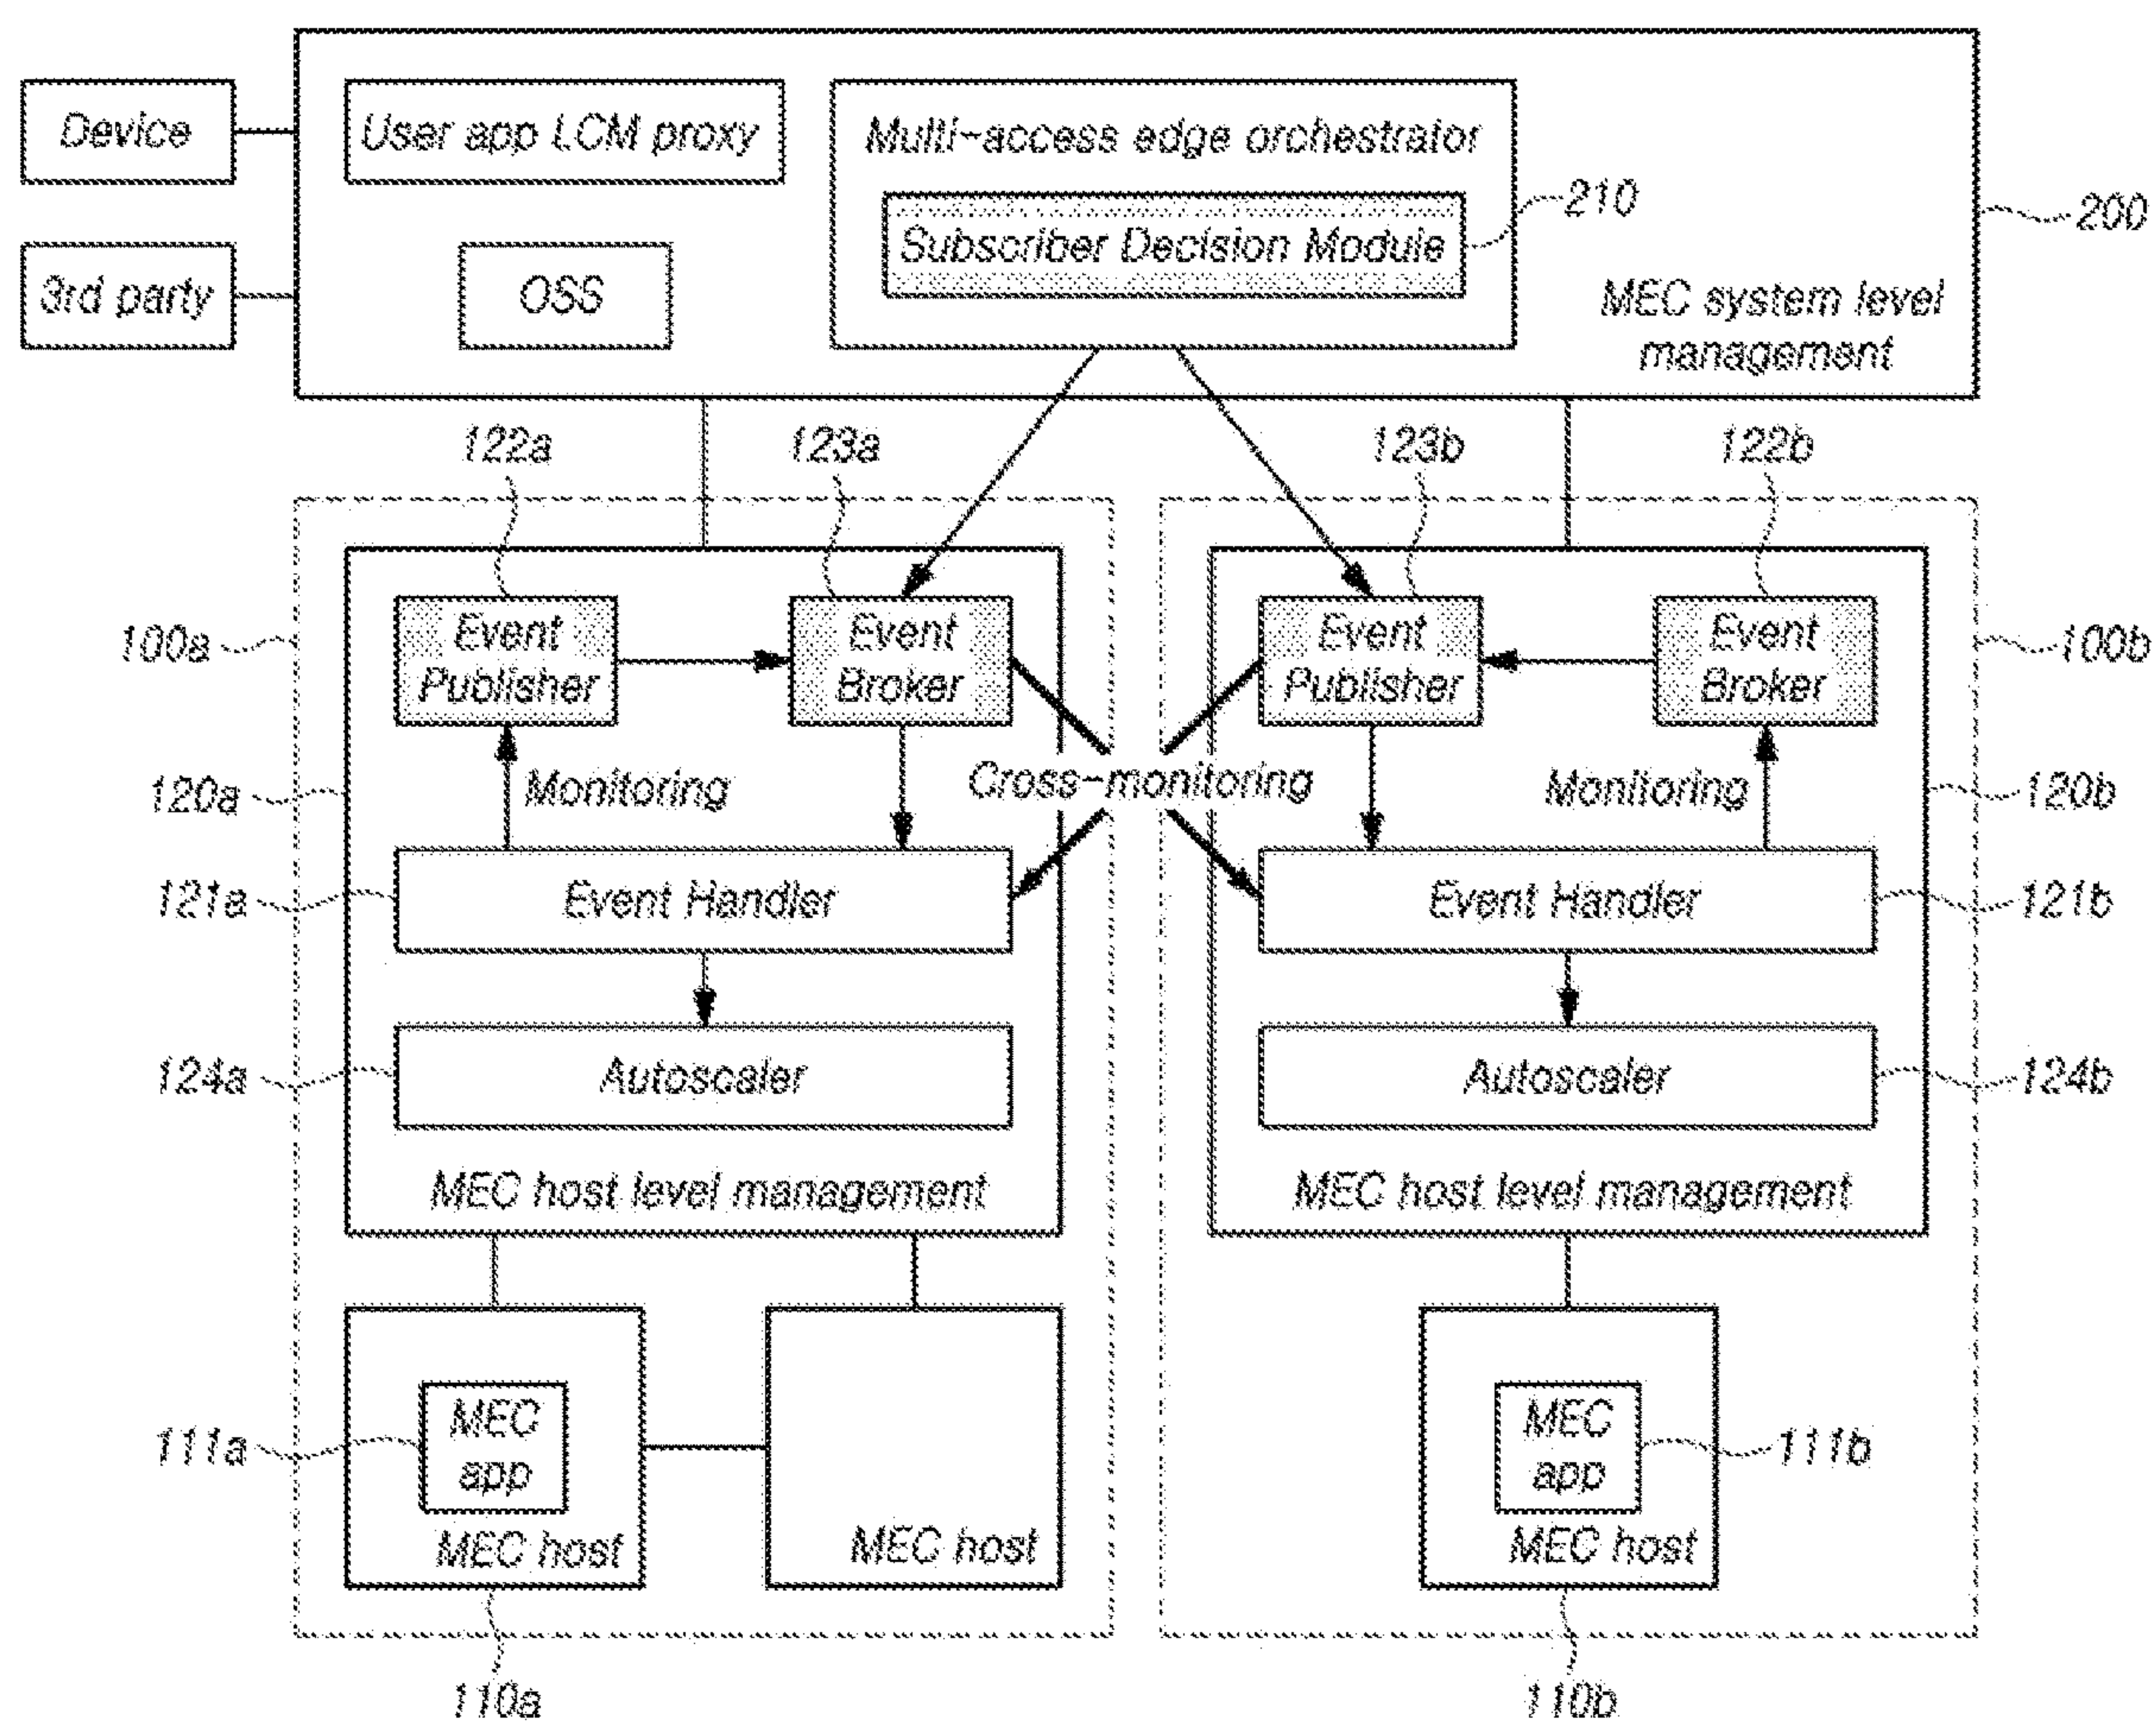 Device
User app LCM proxy
Multi-access edge orchestrator
210
200
Subscriber Decision Module
3rd party
OSS
MEC system level
management
122a
123a
123b
122b
100a
Event
Publisher
Event
Broker
Event
Publisher
Event
Broker
100b
120a
Monitoring
Cross-monitoring
Monitoring
120b
121a
Event Handler
Event Handler
121b
124a
Autoscaler
Autoscaler
124b
MEC host level management
MEC host level management
111a
MEC
app
MEC host
MEC host
MEC
app
111b
MEC host
110a
110b